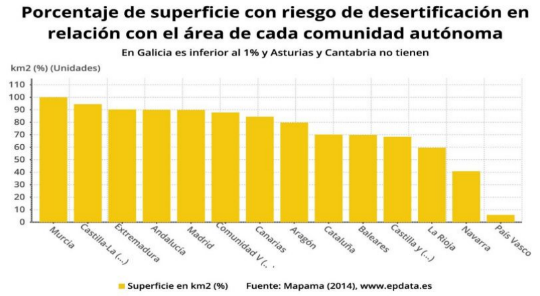 Porcentaje de superficie con riesgo de desertificación en
relación con el área de cada comunidad autónoma
En Galicia es inferior al 1% y Asturias y Cantabria no tienen
km2 (%) (Unidades)
110
100
90
80
70
60
50
40
30
20
10
0
Murcia
Castilla-La (...)
Extremadura
Andalucía
Madrid
Comunidad V (...
Canarias
Aragón
Cataluña
Baleares
Castilla y (...)
La Rioja
Navarra
País Vasco
Superficie en km2 (%) Fuente: Mapama (2014), www.epdata.es